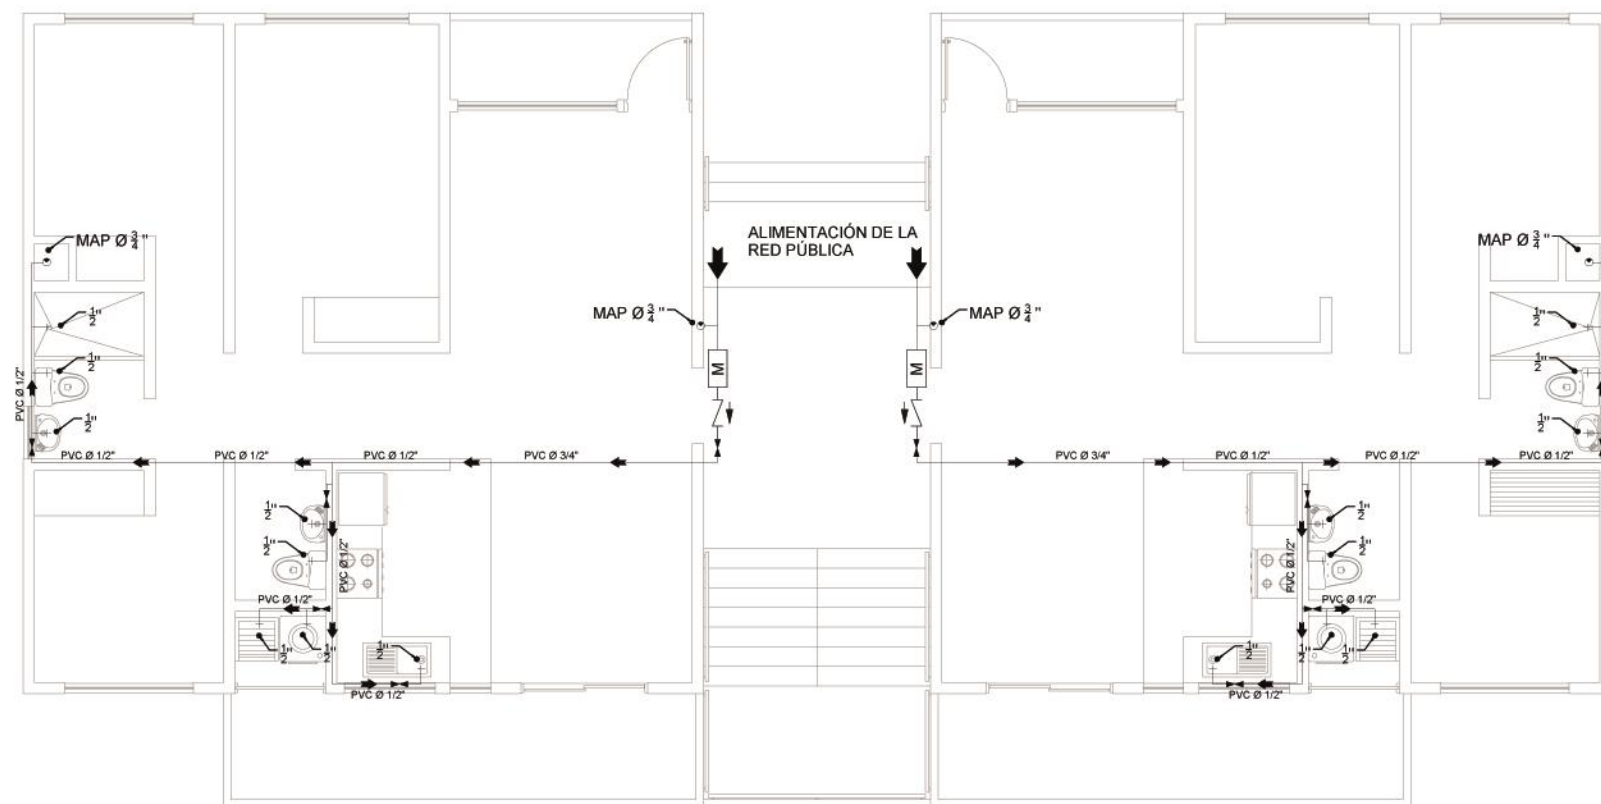 ALIMENTACIÓN DE LA
RED PÚBLICA
MAP Ø 3/4 "
MAP Ø 3/4 "
MAP Ø 3/4 "
MAP Ø 3/4 "
1/2"
1/2"
1/2"
1/2"
PVC Ø 1/2"
M
M
1/2"
1/2"
PVC Ø 1/2"
PVC Ø 1/2"
PVC Ø 1/2"
PVC Ø 3/4"
PVC Ø 3/4"
PVC Ø 1/2"
PVC Ø 1/2"
PVC Ø 1/2"
1/2"
1/2"
1/2"
1/2"
PVC Ø 1/2"
PVC Ø 1/2"
PVC Ø 1/2"
PVC Ø 1/2"
1/2"
1/2"
1/2"
1/2"
1/2"
1/2"
PVC Ø 1/2"
PVC Ø 1/2"